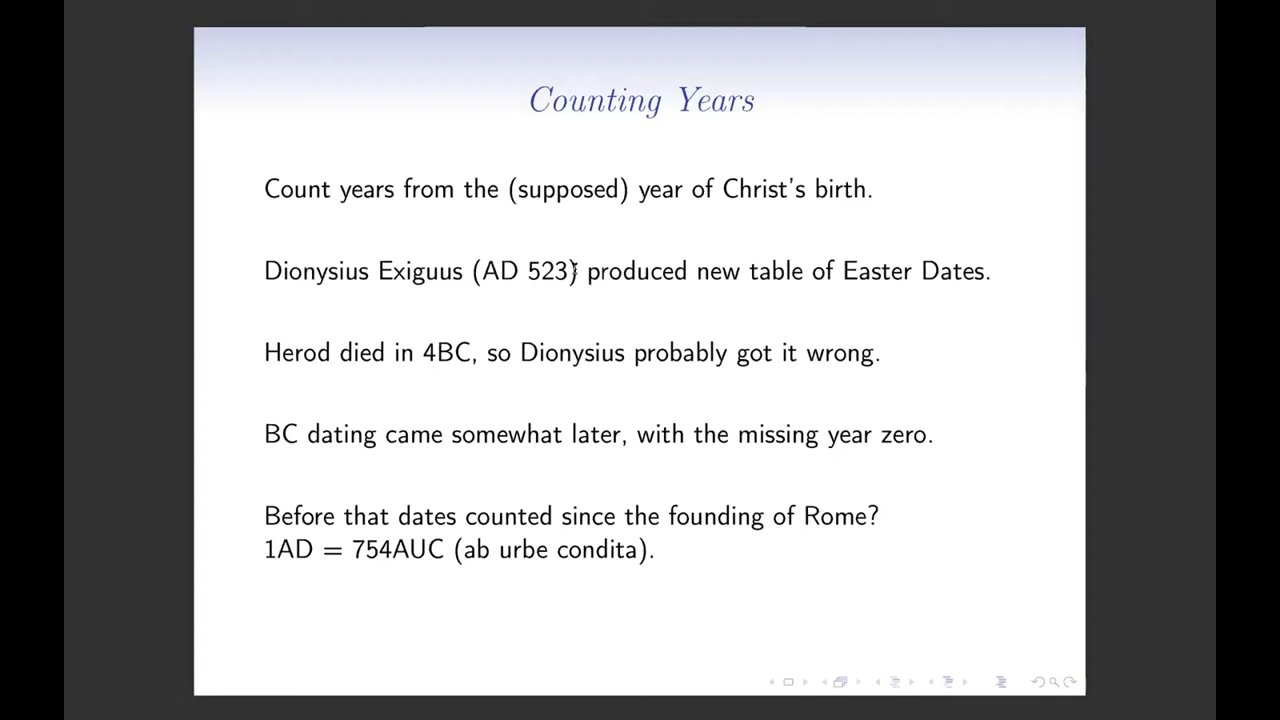 Counting Years
Count years from the (supposed) year of Christ's birth.
Dionysius Exiguus (AD 523) produced new table of Easter Dates.
Herod died in 4BC, so Dionysius probably got it wrong.
BC dating came somewhat later, with the missing year zero.
Before that dates counted since the founding of Rome?
1AD = 754AUC (ab urbe condita).